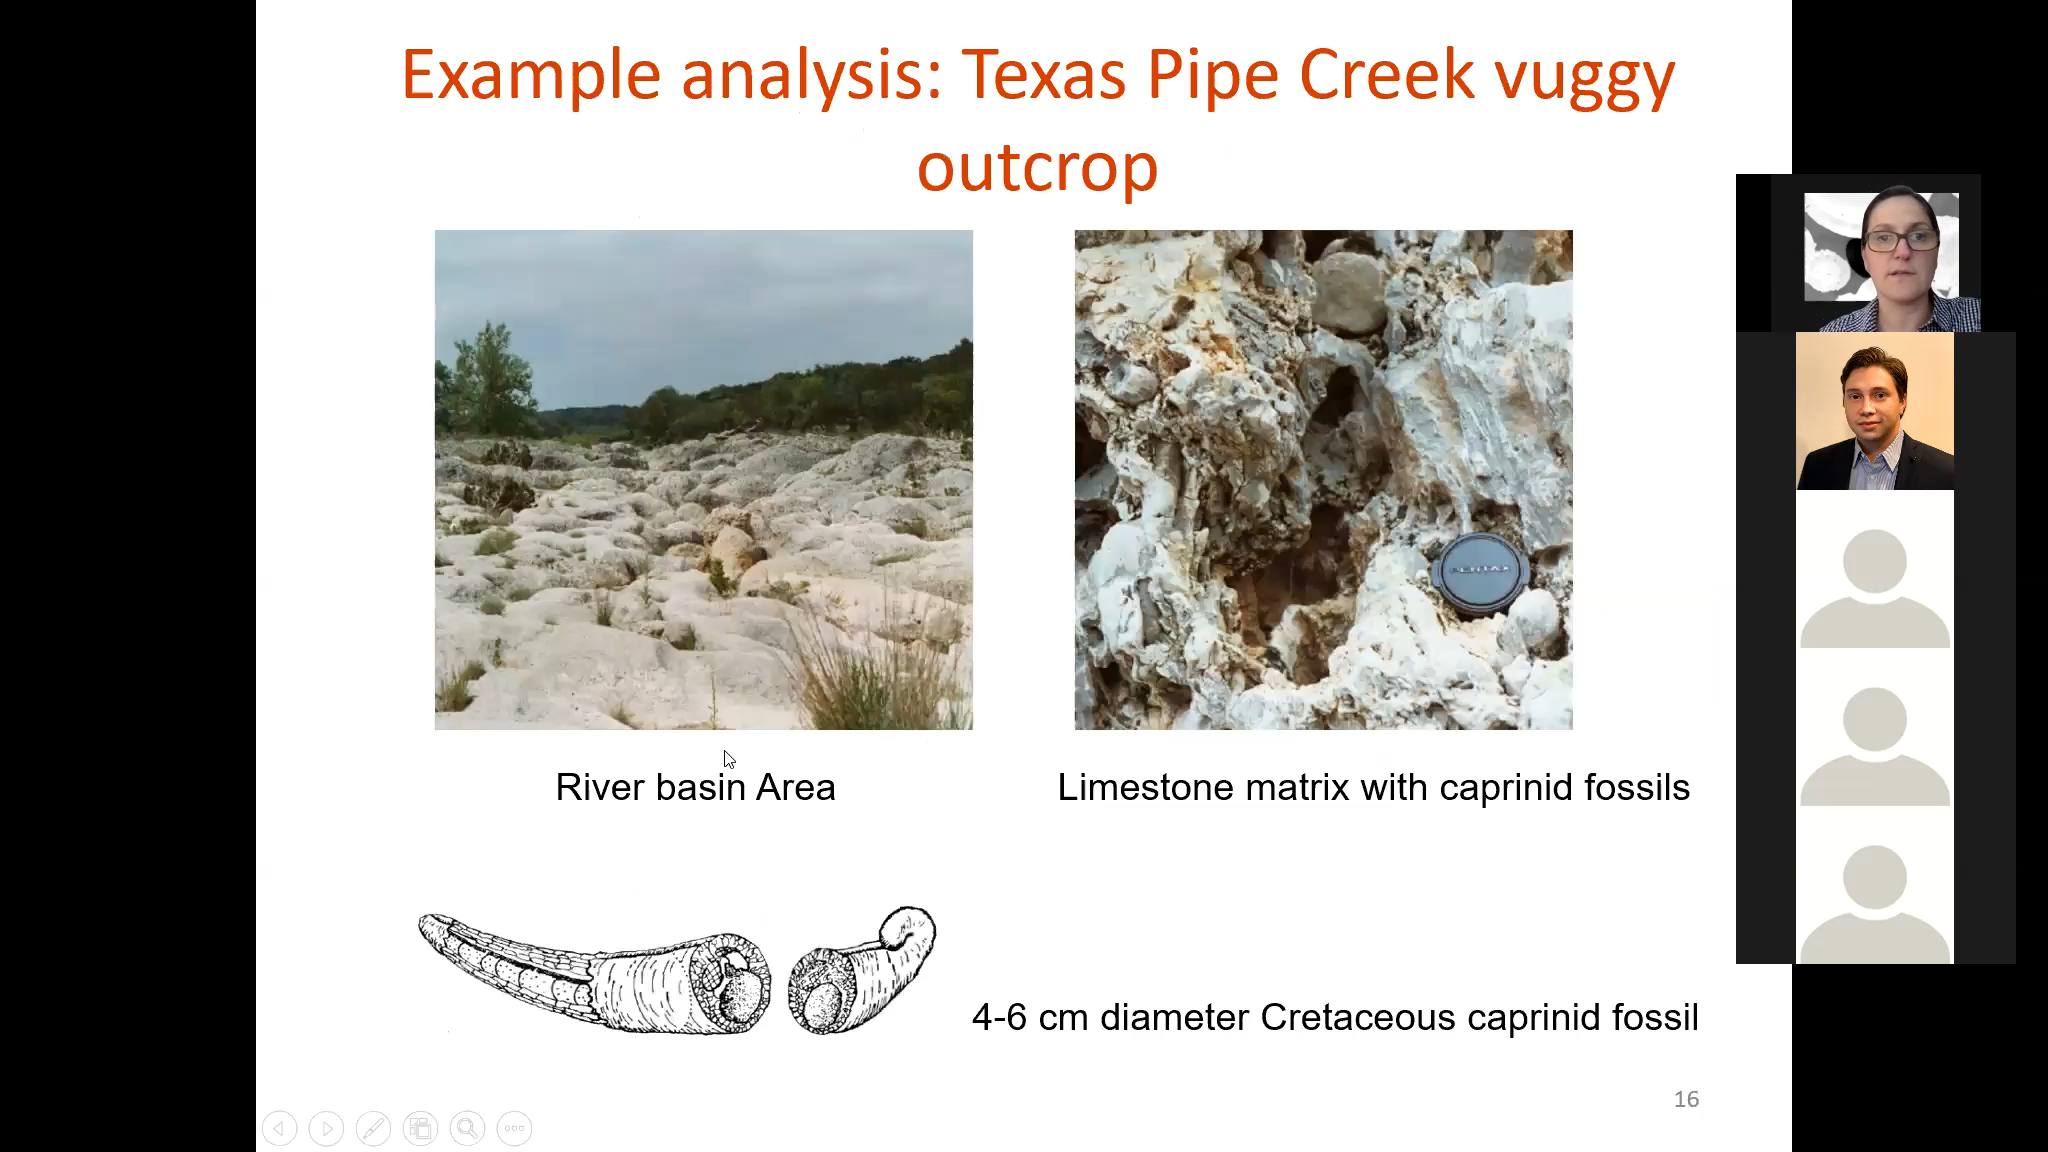 Example analysis: Texas Pipe Creek vuggy
outcrop
PENTAX
River basin Area
Limestone matrix with caprinid fossils
4-6 cm diameter Cretaceous caprinid fossil
16